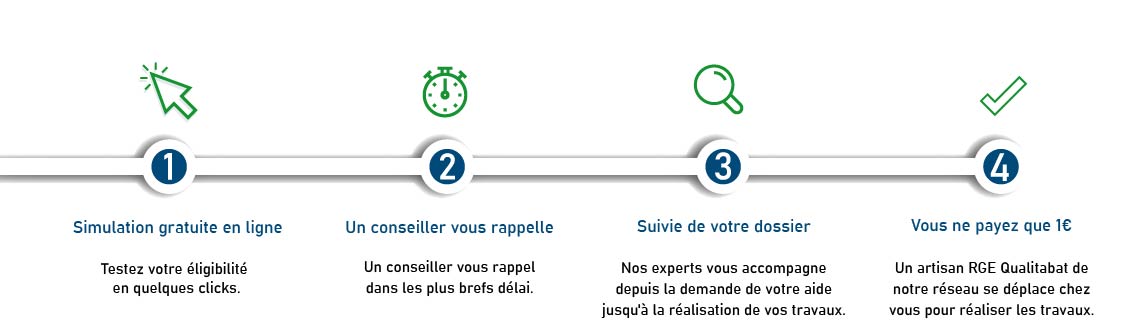 1
2
3
4
Simulation gratuite en ligne
Testez votre éligibilité
en quelques clicks.
Un conseiller vous rappelle
Un conseiller vous rappel
dans les plus brefs délai.
Suivie de votre dossier
Nos experts vous accompagne
depuis la demande de votre aide
jusqu'à la réalisation de vos travaux.
Vous ne payez que 1€
Un artisan RGE Qualitabat de
notre réseau se déplace chez
vous pour réaliser les travaux.